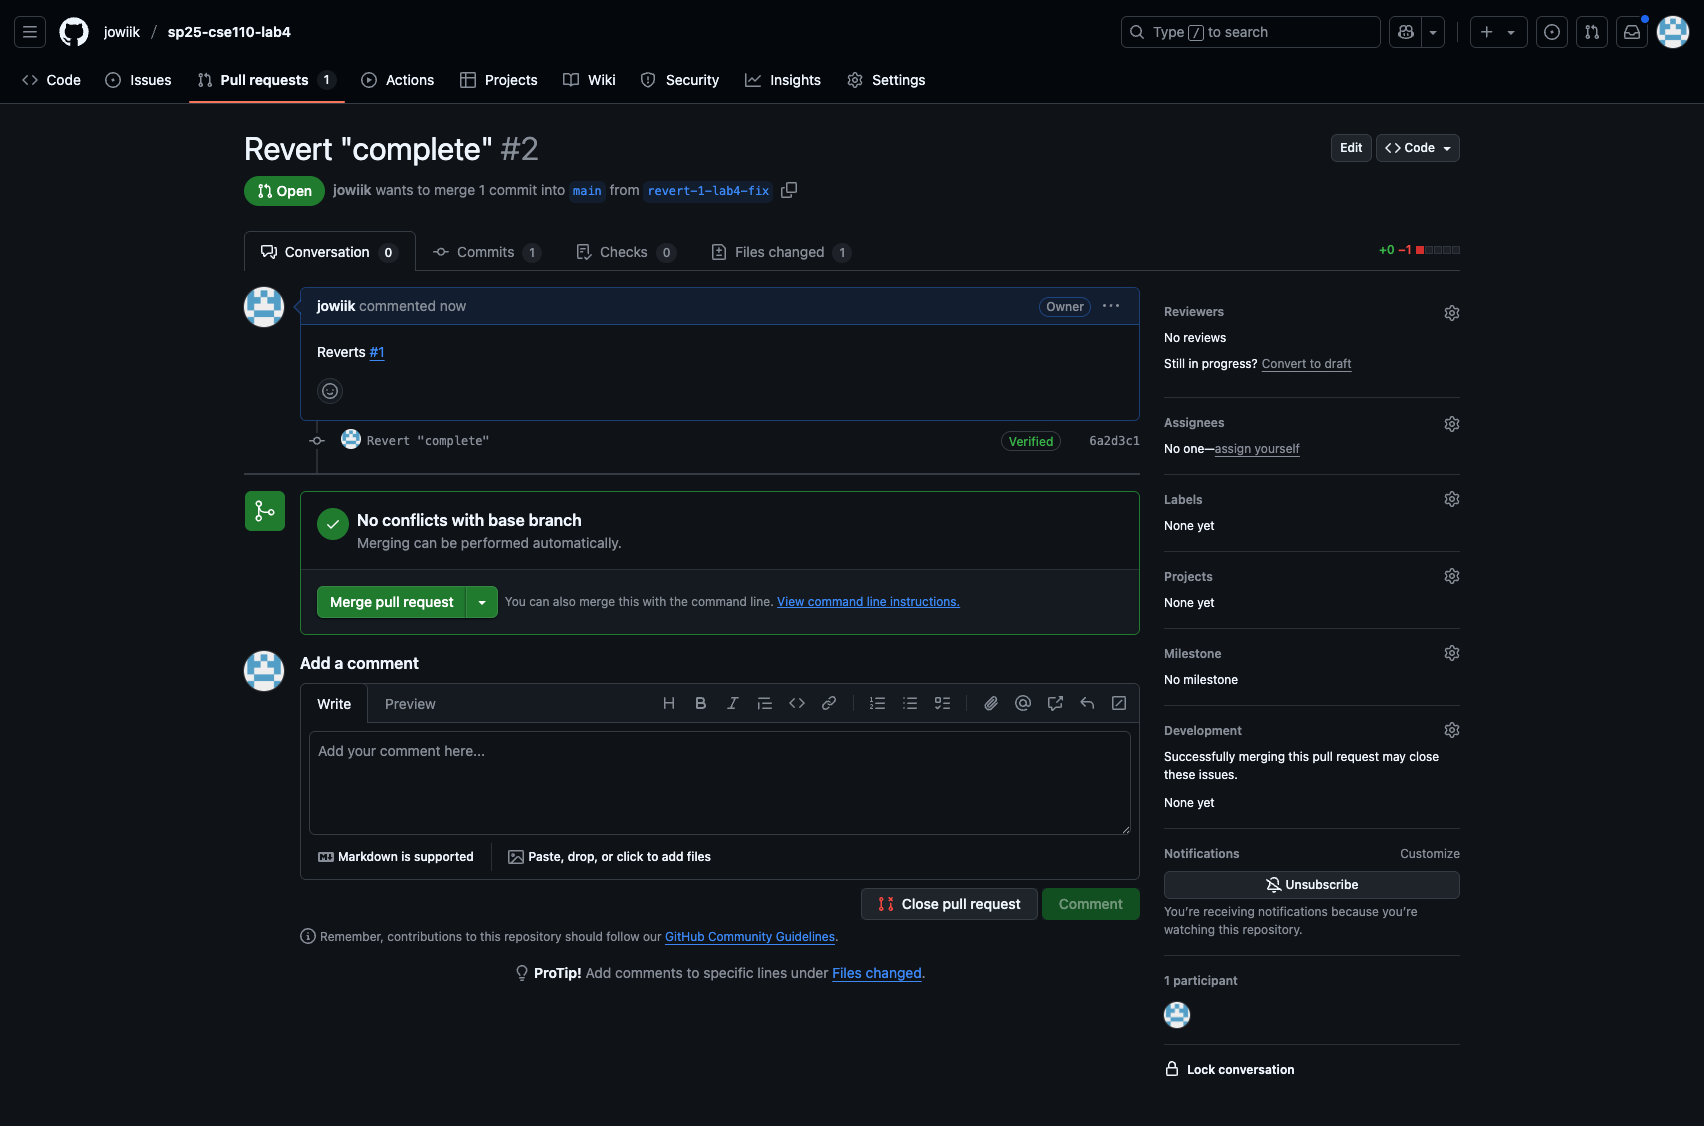 jowiik / sp25-cse110-lab4
Type / to search
Code
Issues
Pull requests 1
Actions
Projects
Wiki
Security
Insights
Settings
Revert "complete" #2
Edit
Code
Open
jowiik wants to merge 1 commit into main from revert-1-lab4-fix
Conversation 0
Commits 1
Checks 0
Files changed 1
+0 −1
jowiik commented now
Owner
Reverts #1
Revert "complete"
Verified
6a2d3c1
No conflicts with base branch
Merging can be performed automatically.
Merge pull request
You can also merge this with the command line. View command line instructions.
Add a comment
Write
Preview
Add your comment here...
Markdown is supported
Paste, drop, or click to add files
Close pull request
Comment
Remember, contributions to this repository should follow our GitHub Community Guidelines.
ProTip! Add comments to specific lines under Files changed.
Reviewers
No reviews
Still in progress? Convert to draft
Assignees
No one—assign yourself
Labels
None yet
Projects
None yet
Milestone
No milestone
Development
Successfully merging this pull request may close
these issues.
None yet
Notifications
Customize
Unsubscribe
You're receiving notifications because you're
watching this repository.
1 participant
Lock conversation